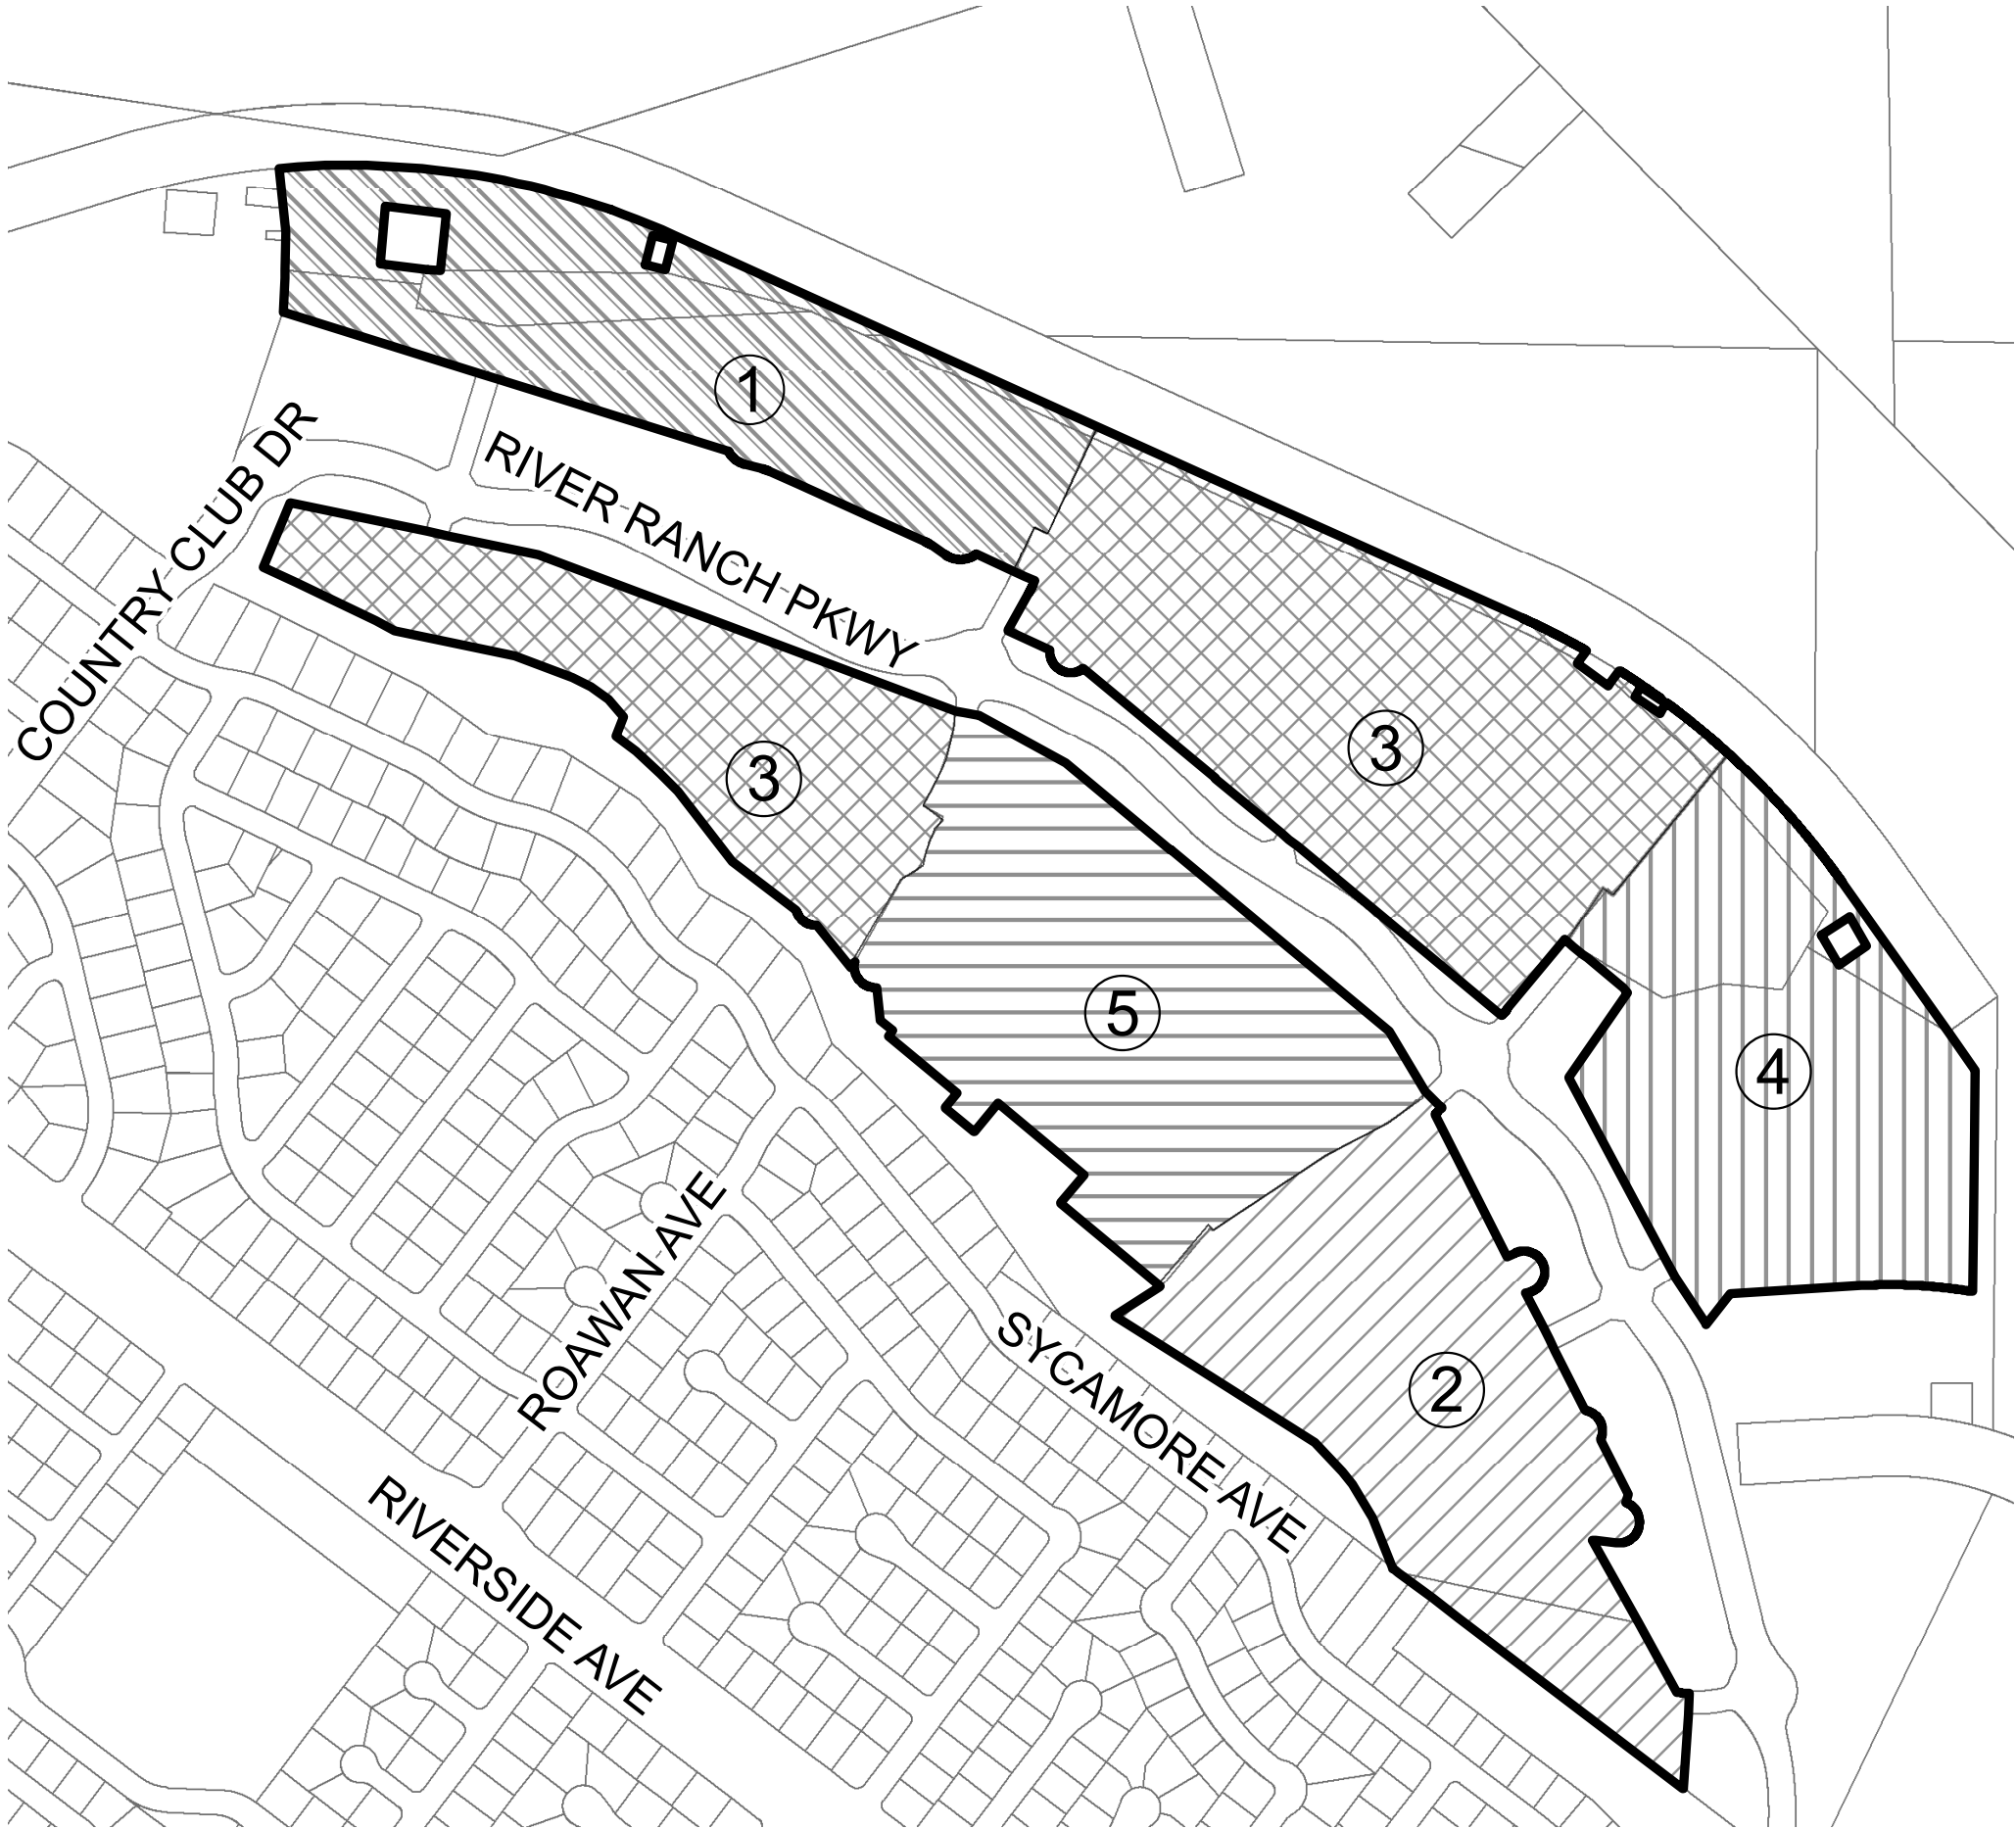 1
COUNTRY CLUB DR
RIVER RANCH PKWY
3
3
5
4
ROAWAN AVE
SYCAMORE AVE
2
RIVERSIDE AVE